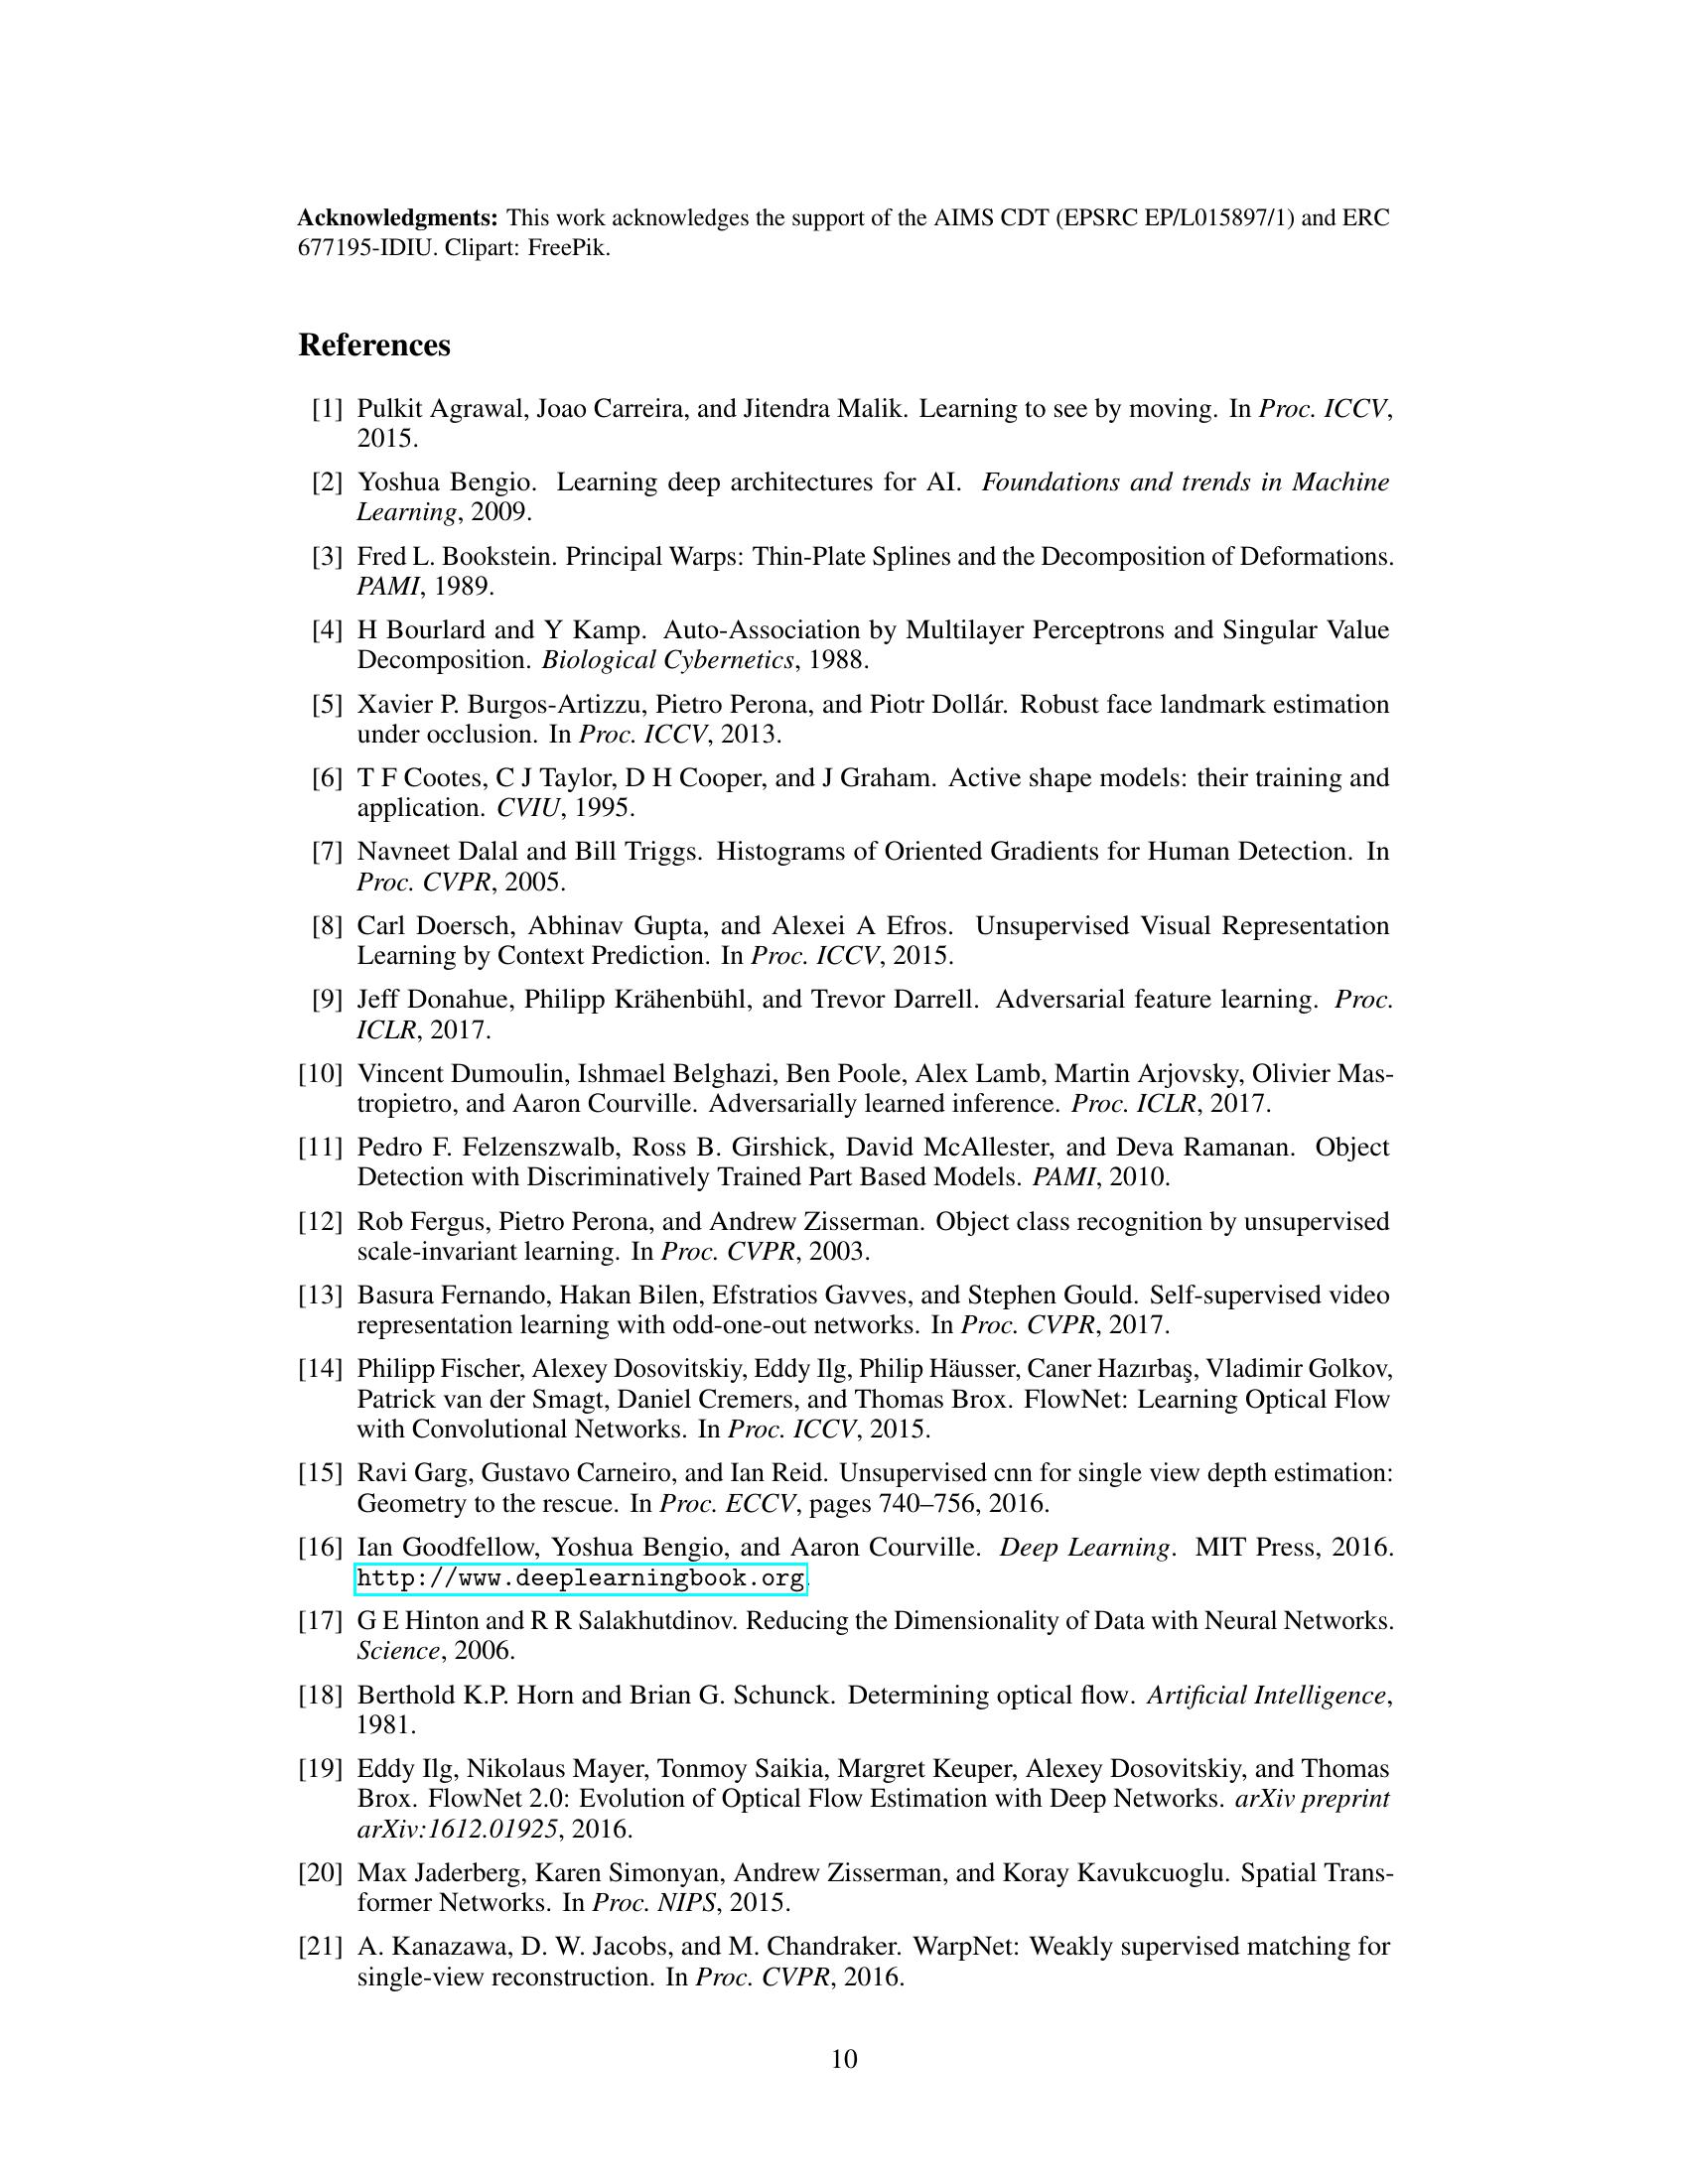 Acknowledgments: This work acknowledges the support of the AIMS CDT (EPSRC EP/L015897/1) and ERC
677195-IDIU. Clipart: FreePik.
References
[1] Pulkit Agrawal, Joao Carreira, and Jitendra Malik. Learning to see by moving. In Proc. ICCV,
2015.
[2] Yoshua Bengio. Learning deep architectures for AI. Foundations and trends in Machine
Learning, 2009.
[3] Fred L. Bookstein. Principal Warps: Thin-Plate Splines and the Decomposition of Deformations.
PAMI, 1989.
[4] H Bourlard and Y Kamp. Auto-Association by Multilayer Perceptrons and Singular Value
Decomposition. Biological Cybernetics, 1988.
[5] Xavier P. Burgos-Artizzu, Pietro Perona, and Piotr Dollár. Robust face landmark estimation
under occlusion. In Proc. ICCV, 2013.
[6] T F Cootes, C J Taylor, D H Cooper, and J Graham. Active shape models: their training and
application. CVIU, 1995.
[7] Navneet Dalal and Bill Triggs. Histograms of Oriented Gradients for Human Detection. In
Proc. CVPR, 2005.
[8] Carl Doersch, Abhinav Gupta, and Alexei A Efros. Unsupervised Visual Representation
Learning by Context Prediction. In Proc. ICCV, 2015.
[9] Jeff Donahue, Philipp Krähenbühl, and Trevor Darrell. Adversarial feature learning. Proc.
ICLR, 2017.
[10] Vincent Dumoulin, Ishmael Belghazi, Ben Poole, Alex Lamb, Martin Arjovsky, Olivier Mas-
tropietro, and Aaron Courville. Adversarially learned inference. Proc. ICLR, 2017.
[11] Pedro F. Felzenszwalb, Ross B. Girshick, David McAllester, and Deva Ramanan. Object
Detection with Discriminatively Trained Part Based Models. PAMI, 2010.
[12] Rob Fergus, Pietro Perona, and Andrew Zisserman. Object class recognition by unsupervised
scale-invariant learning. In Proc. CVPR, 2003.
[13] Basura Fernando, Hakan Bilen, Efstratios Gavves, and Stephen Gould. Self-supervised video
representation learning with odd-one-out networks. In Proc. CVPR, 2017.
[14] Philipp Fischer, Alexey Dosovitskiy, Eddy Ilg, Philip Häusser, Caner Hazırbaş, Vladimir Golkov,
Patrick van der Smagt, Daniel Cremers, and Thomas Brox. FlowNet: Learning Optical Flow
with Convolutional Networks. In Proc. ICCV, 2015.
[15] Ravi Garg, Gustavo Carneiro, and Ian Reid. Unsupervised cnn for single view depth estimation:
Geometry to the rescue. In Proc. ECCV, pages 740–756, 2016.
[16] Ian Goodfellow, Yoshua Bengio, and Aaron Courville. Deep Learning. MIT Press, 2016.
http://www.deeplearningbook.org.
[17] G E Hinton and R R Salakhutdinov. Reducing the Dimensionality of Data with Neural Networks.
Science, 2006.
[18] Berthold K.P. Horn and Brian G. Schunck. Determining optical flow. Artificial Intelligence,
1981.
[19] Eddy Ilg, Nikolaus Mayer, Tonmoy Saikia, Margret Keuper, Alexey Dosovitskiy, and Thomas
Brox. FlowNet 2.0: Evolution of Optical Flow Estimation with Deep Networks. arXiv preprint
arXiv:1612.01925, 2016.
[20] Max Jaderberg, Karen Simonyan, Andrew Zisserman, and Koray Kavukcuoglu. Spatial Trans-
former Networks. In Proc. NIPS, 2015.
[21] A. Kanazawa, D. W. Jacobs, and M. Chandraker. WarpNet: Weakly supervised matching for
single-view reconstruction. In Proc. CVPR, 2016.
10